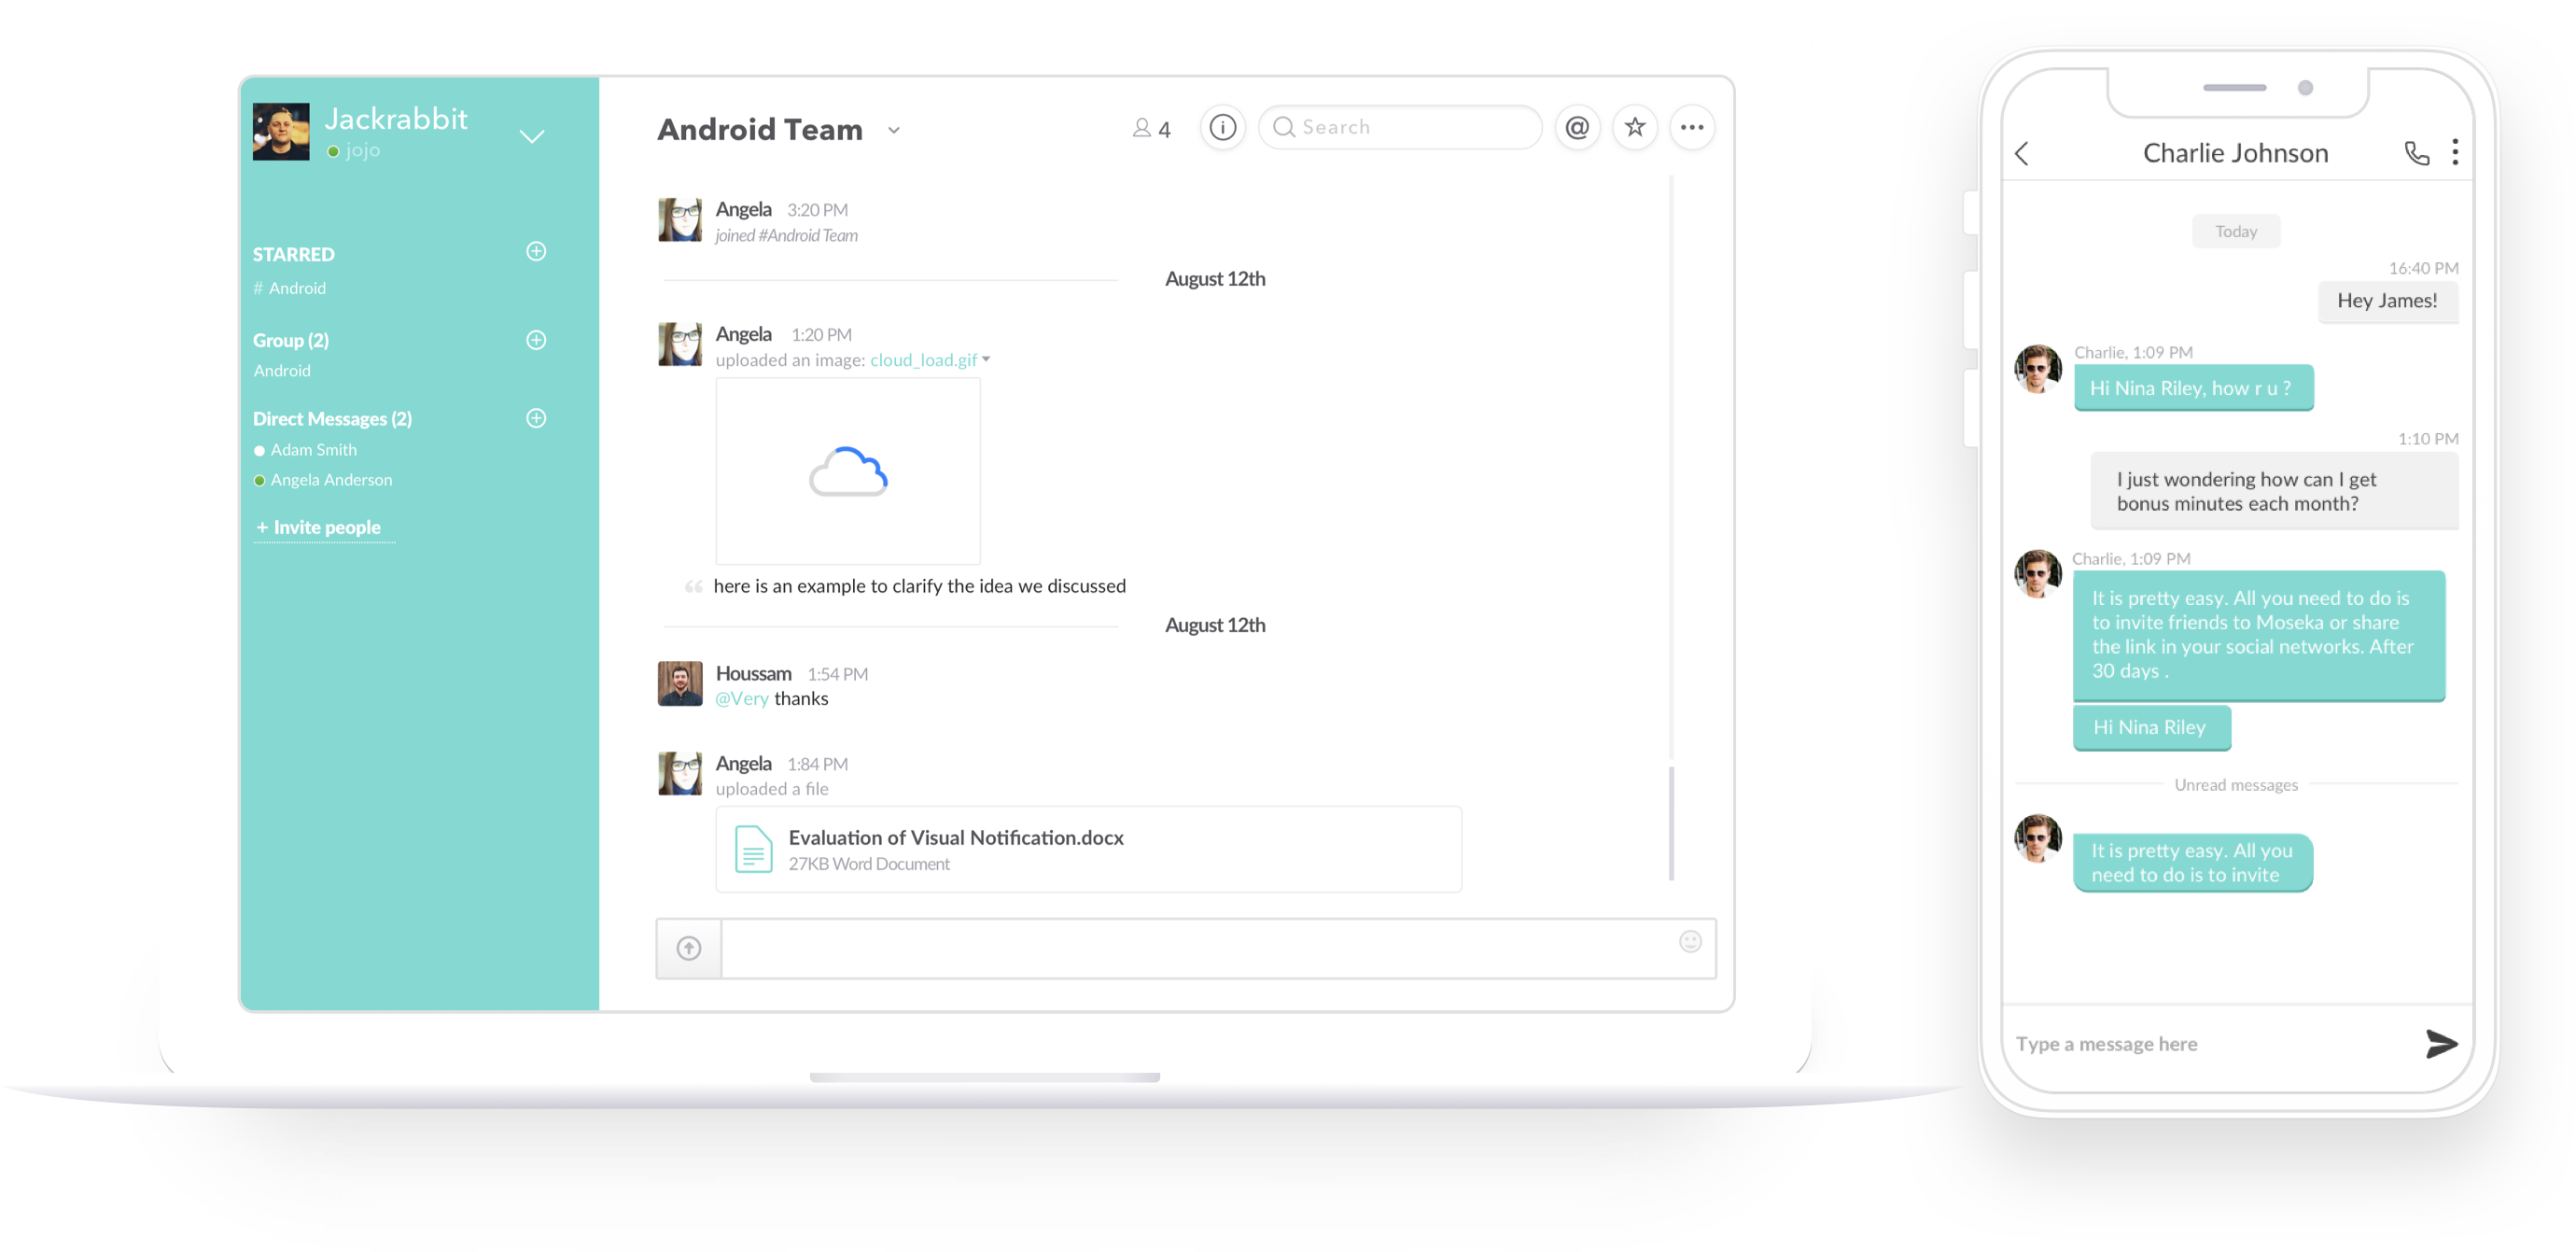 Jackrabbit
jojo
STARRED
# Android
Group (2)
Android
Direct Messages (2)
Adam Smith
Angela Anderson
+ Invite people
Android Team
4
Search
@
Angela 3:20 PM
joined #Android Team
August 12th
Angela 1:20 PM
uploaded an image: cloud_load.gif
“ here is an example to clarify the idea we discussed
August 12th
Houssam 1:54 PM
@Very thanks
Angela 1:84 PM
uploaded a file
Evaluation of Visual Notification.docx
27KB Word Document
Charlie Johnson
Today
16:40 PM
Hey James!
Charlie, 1:09 PM
Hi Nina Riley, how r u ?
1:10 PM
I just wondering how can I get
bonus minutes each month?
Charlie, 1:09 PM
It is pretty easy. All you need to do is
to invite friends to Moseka or share
the link in your social networks. After
30 days .
Hi Nina Riley
Unread messages
It is pretty easy. All you
need to do is to invite
Type a message here